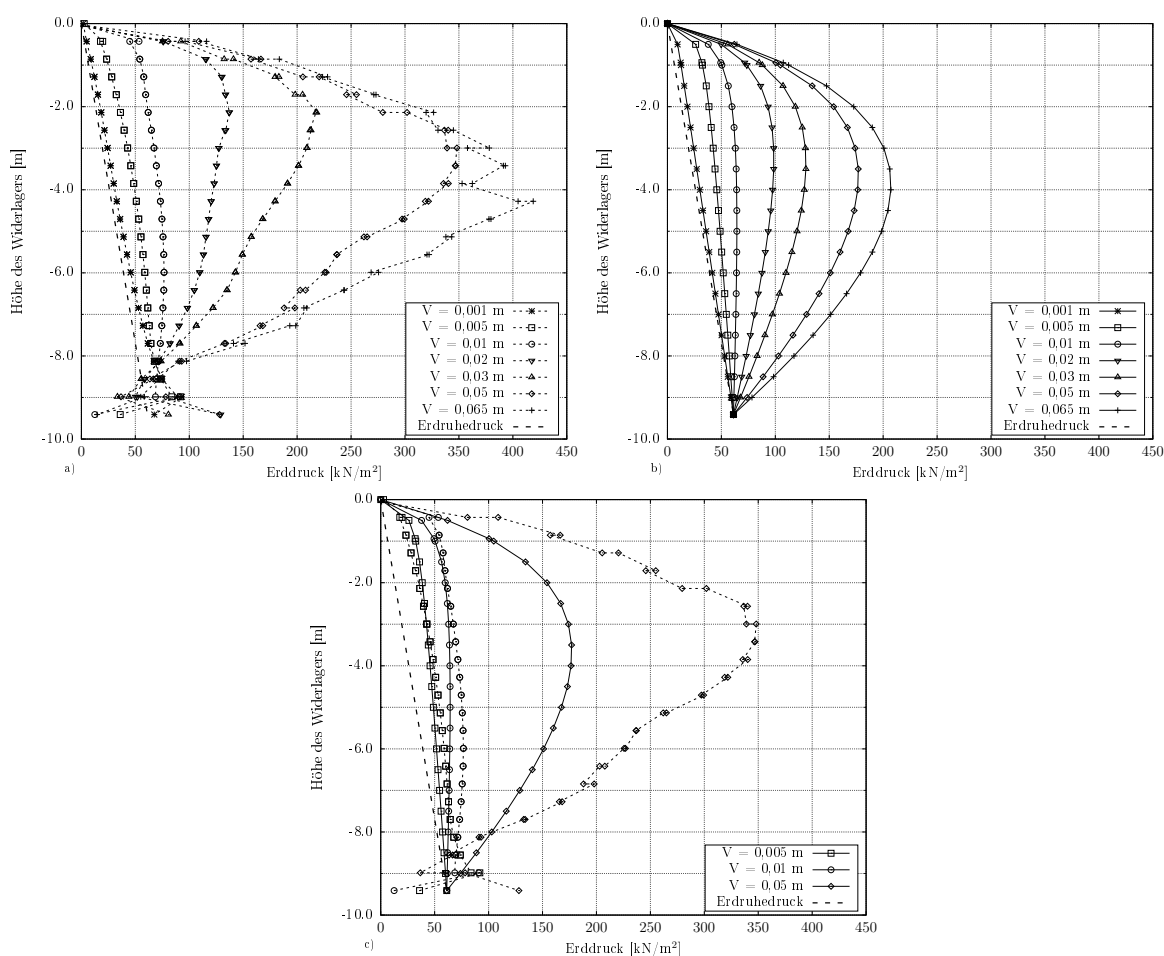 0.0
-2.0
-4.0
-6.0
-8.0
-10.0
Höhe des Widerlagers [m]
0 50 100 150 200 250 300 350 400 450
Erddruck [kN/m²]
a)
V = 0,001 m
V = 0,005 m
V = 0,01 m
V = 0,02 m
V = 0,03 m
V = 0,05 m
V = 0,065 m
Erdruhedruck
0.0
-2.0
-4.0
-6.0
-8.0
-10.0
Höhe des Widerlagers [m]
0 50 100 150 200 250 300 350 400 450
Erddruck [kN/m²]
b)
V = 0,001 m
V = 0,005 m
V = 0,01 m
V = 0,02 m
V = 0,03 m
V = 0,05 m
V = 0,065 m
Erdruhedruck
0.0
-2.0
-4.0
-6.0
-8.0
-10.0
Höhe des Widerlagers [m]
0 50 100 150 200 250 300 350 400 450
Erddruck [kN/m²]
c)
V = 0,005 m
V = 0,01 m
V = 0,05 m
Erdruhedruck